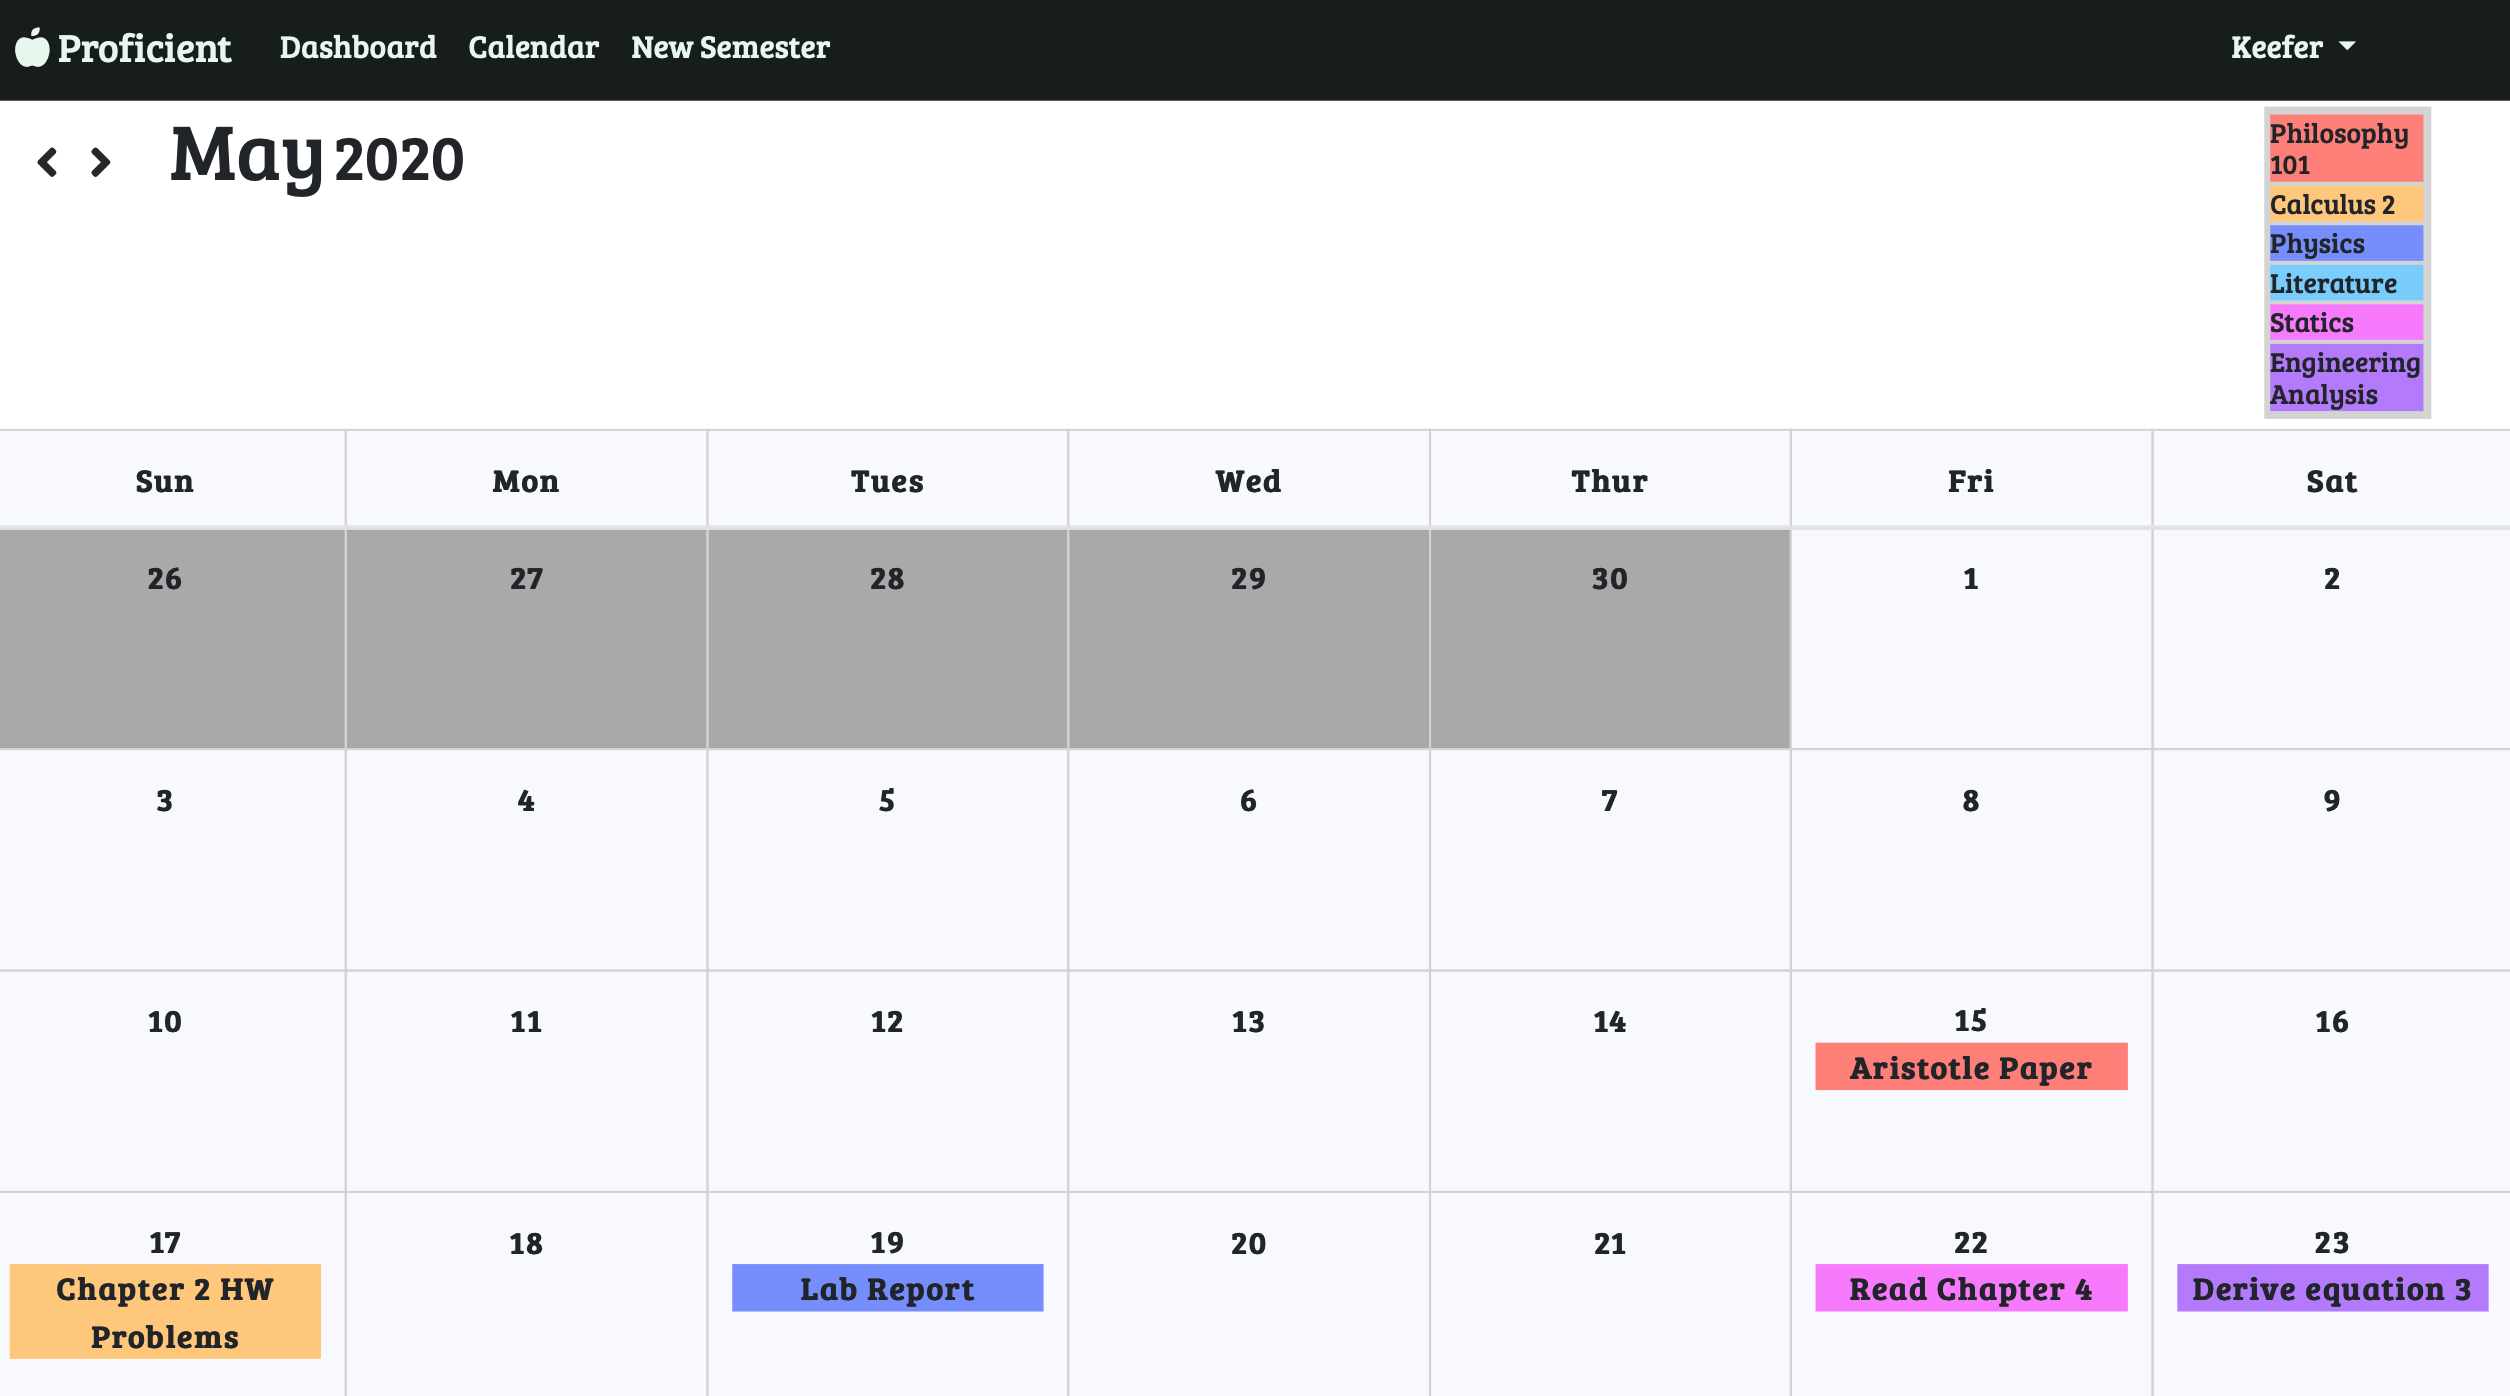 Proficient Dashboard Calendar New Semester Keefer
May 2020
Philosophy
101
Calculus 2
Physics
Literature
Statics
Engineering
Analysis
Sun Mon Tues Wed Thur Fri Sat
26 27 28 29 30 1 2
3 4 5 6 7 8 9
10 11 12 13 14 15 16
Aristotle Paper
17 18 19 20 21 22 23
Chapter 2 HW Lab Report Read Chapter 4 Derive equation 3
Problems